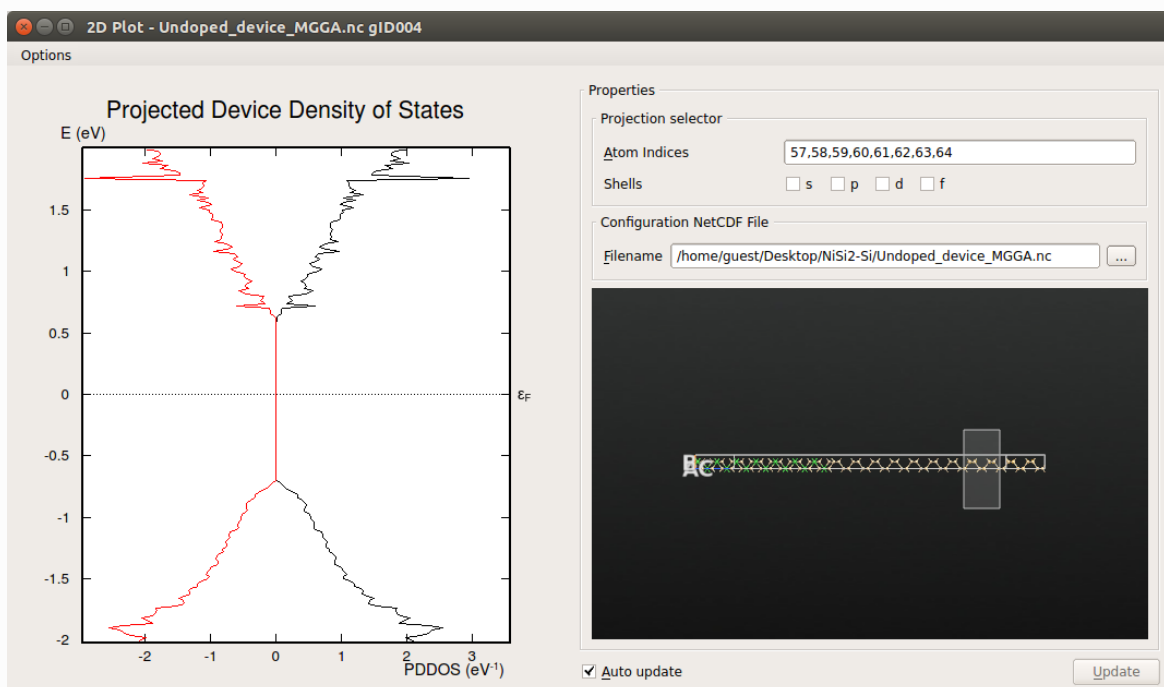 2D Plot - Undoped_device_MGGA.nc gID004
Options
Projected Device Density of States
E (eV)
1.5
1
0.5
0
-0.5
-1
-1.5
-2
εF
-2 -1 0 1 2 3
PDDOS (eV⁻¹)
Properties
Projection selector
Atom Indices 57,58,59,60,61,62,63,64
Shells s p d f
Configuration NetCDF File
Filename /home/guest/Desktop/NiSi2-Si/Undoped_device_MGGA.nc ...
B
AC
Auto update Update